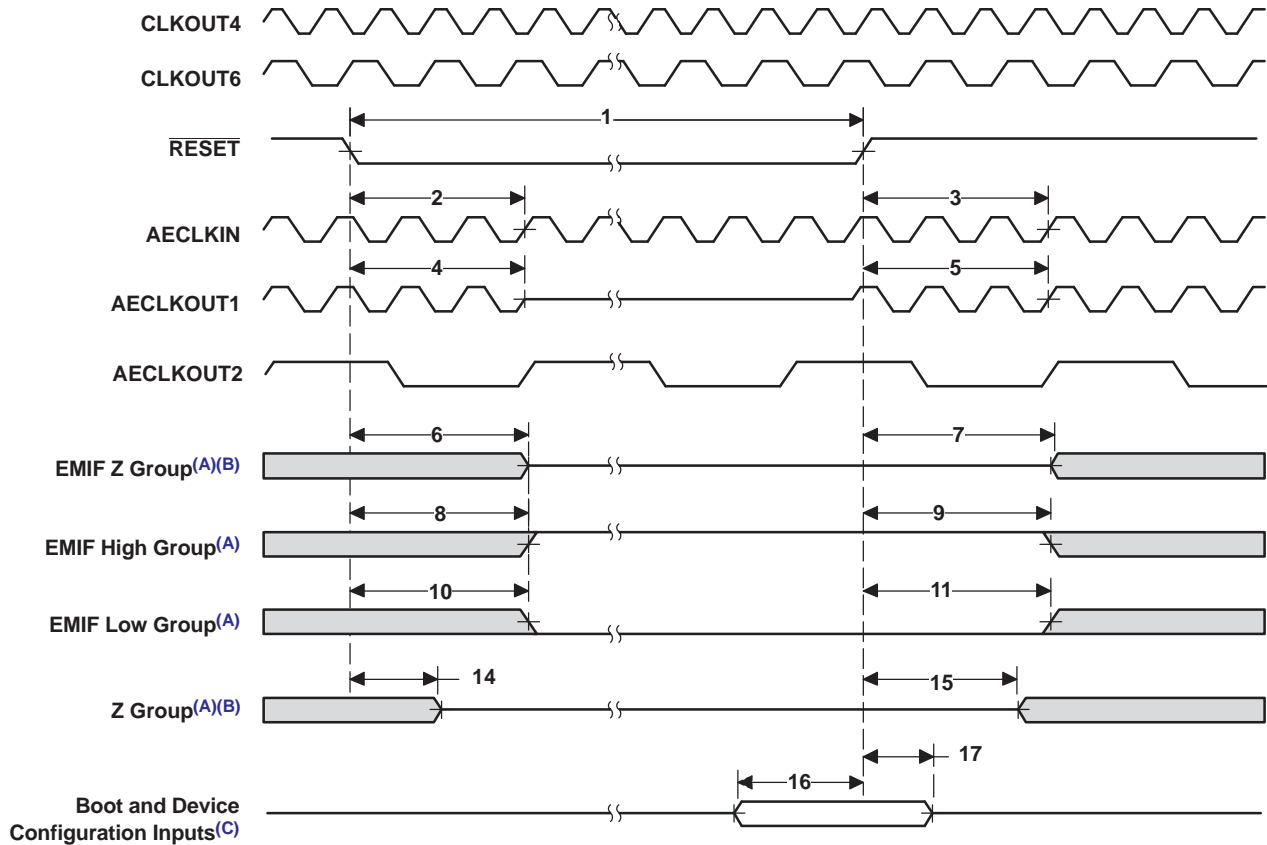 CLKOUT4
CLKOUT6
1
RESET
2
3
AECLKIN
4
5
AECLKOUT1
AECLKOUT2
6
7
EMIF Z Group(A)(B)
8
9
EMIF High Group(A)
10
11
EMIF Low Group(A)
14
15
Z Group(A)(B)
17
16
Boot and Device
Configuration Inputs(C)